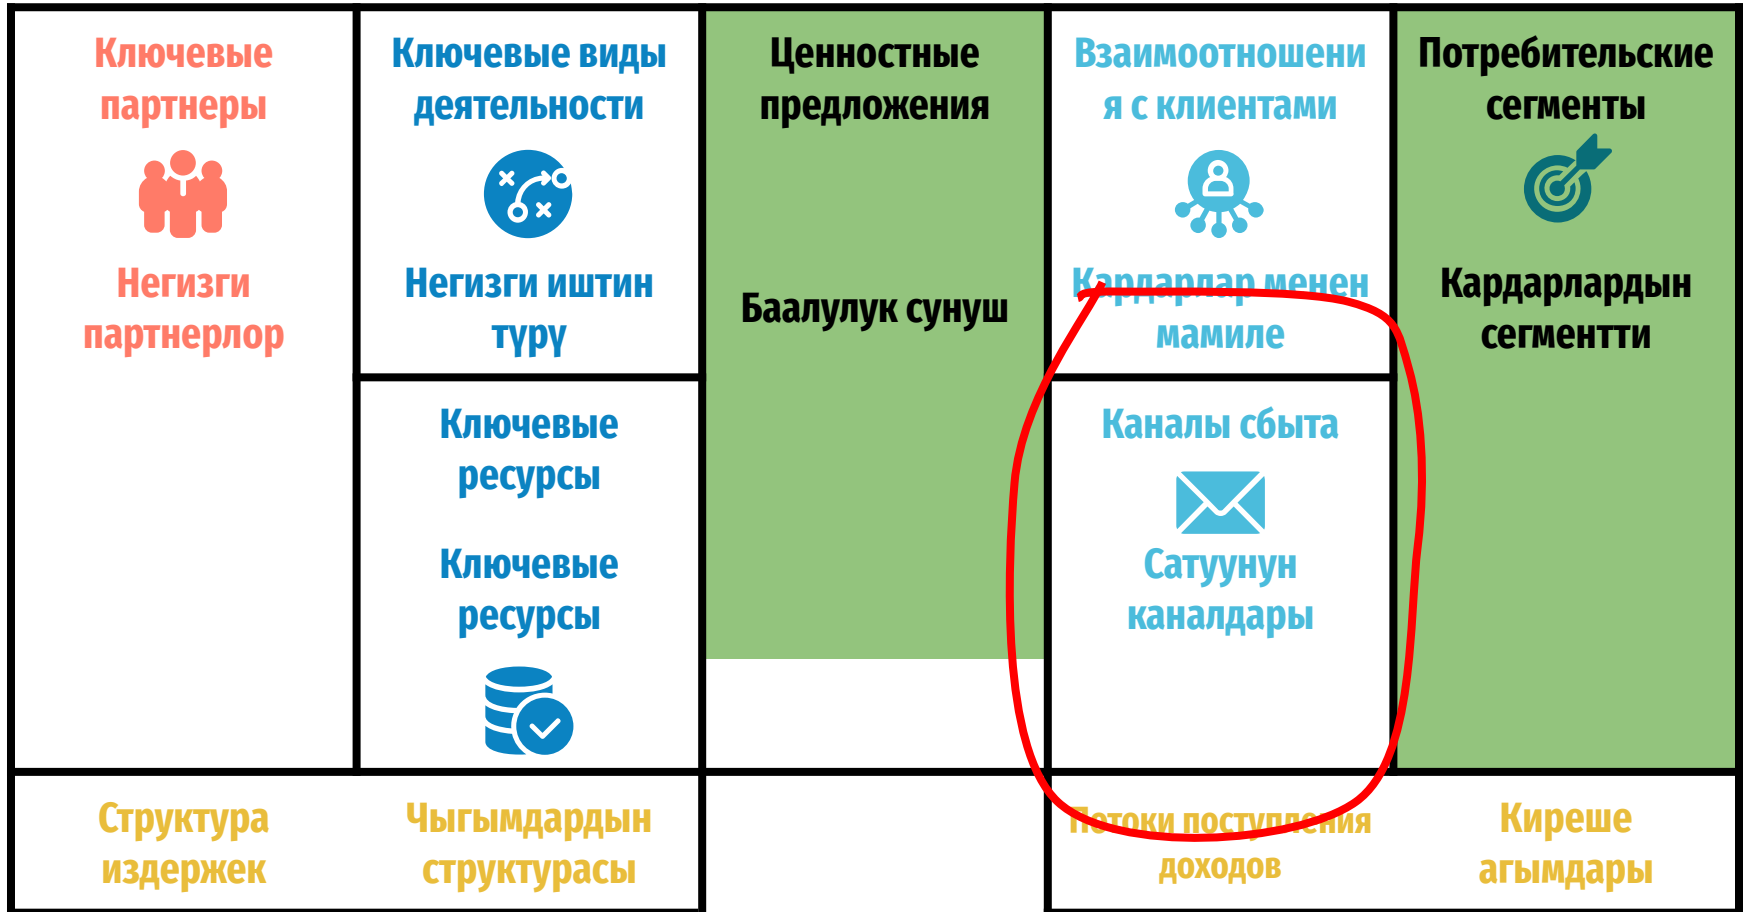 Ключевые
партнеры
Негизги
партнерлор
Ключевые виды
деятельности
Негизги иштин
түрү
Ключевые
ресурсы
Ключевые
ресурсы
Ценностные
предложения
Баалулук сунуш
Взаимоотношени
я с клиентами
Кардарлар менен
мамиле
Каналы сбыта
Сатуунун
каналдары
Потребительские
сегменты
Кардарлардын
сегментти
Структура
издержек
Чыгымдардын
структурасы
Потоки поступления
доходов
Киреше
агымдары